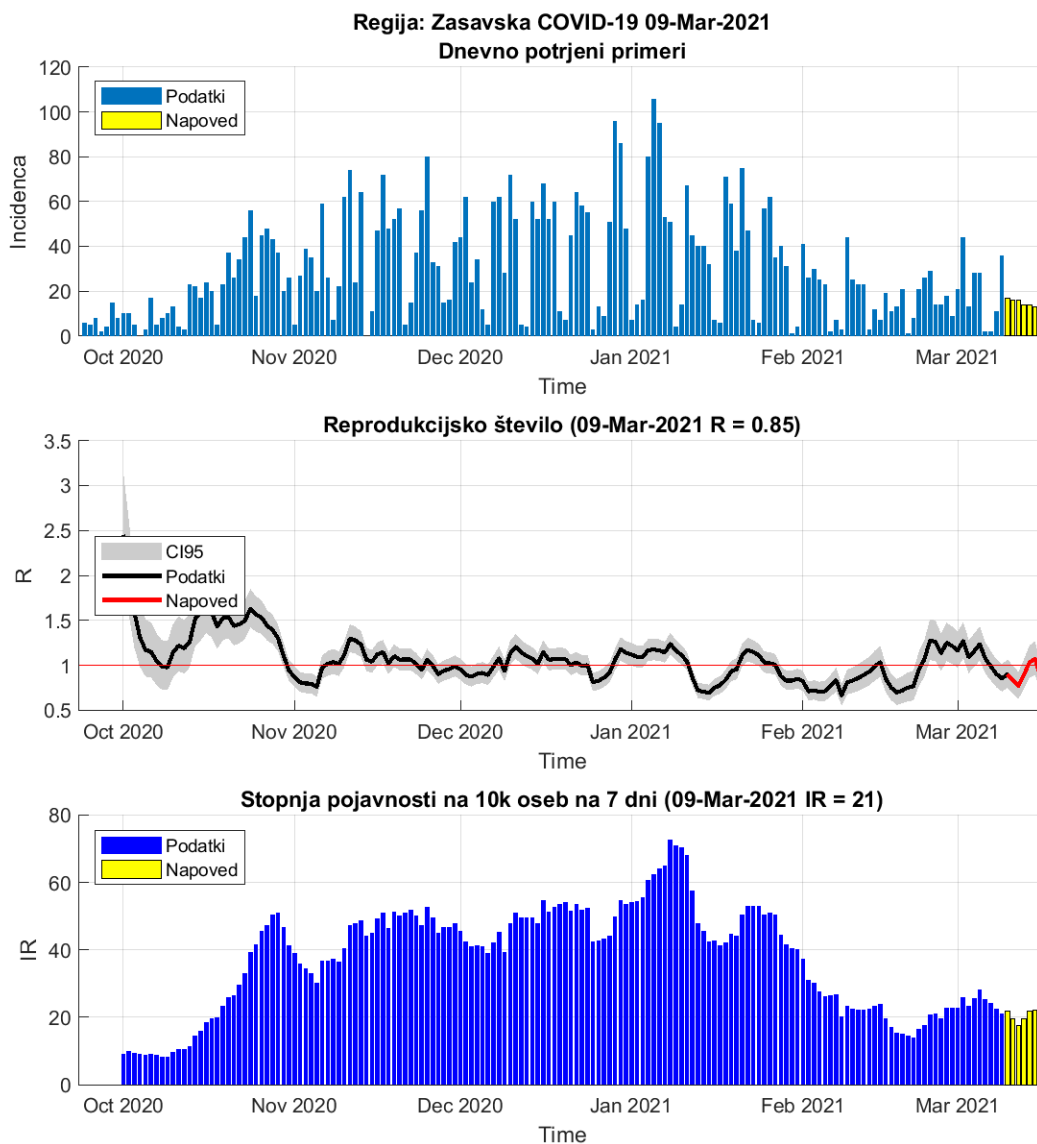 Regija: Zasavska COVID-19 09-Mar-2021
Dnevno potrjeni primeri
120
100
80
60
40
20
0
Incidenca
Podatki
Napoved
Oct 2020 Nov 2020 Dec 2020 Jan 2021 Feb 2021 Mar 2021
Time
Reprodukcijsko število (09-Mar-2021 R = 0.85)
3.5
3
2.5
2
1.5
1
0.5
R
CI95
Podatki
Napoved
Oct 2020 Nov 2020 Dec 2020 Jan 2021 Feb 2021 Mar 2021
Time
Stopnja pojavnosti na 10k oseb na 7 dni (09-Mar-2021 IR = 21)
80
60
40
20
0
IR
Podatki
Napoved
Oct 2020 Nov 2020 Dec 2020 Jan 2021 Feb 2021 Mar 2021
Time